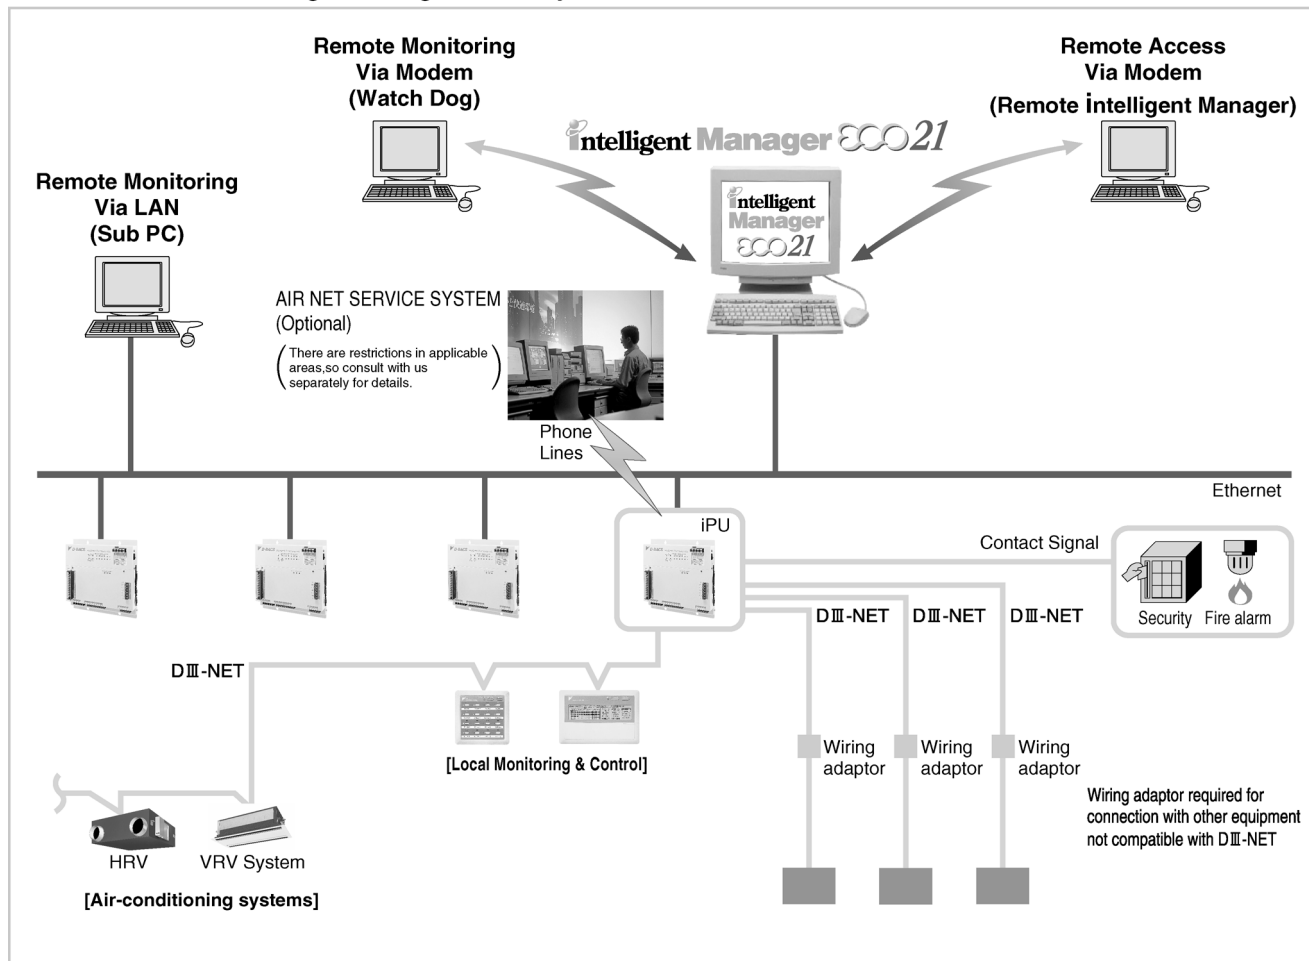 Remote Monitoring
Via Modem
(Watch Dog)
Remote Access
Via Modem
(Remote intelligent Manager)
intelligent Manager ECO 21
Remote Monitoring
Via LAN
(Sub PC)
intelligent
Manager
ECO 21
AIR NET SERVICE SYSTEM
(Optional)
(There are restrictions in applicable
areas,so consult with us
separately for details.)
Phone
Lines
Ethernet
iPU
Contact Signal
Security Fire alarm
DⅢ-NET DⅢ-NET DⅢ-NET
DⅢ-NET
[Local Monitoring & Control]
Wiring
adaptor
Wiring
adaptor
Wiring
adaptor
Wiring adaptor required for
connection with other equipment
not compatible with DⅢ-NET
HRV VRV System
[Air-conditioning systems]